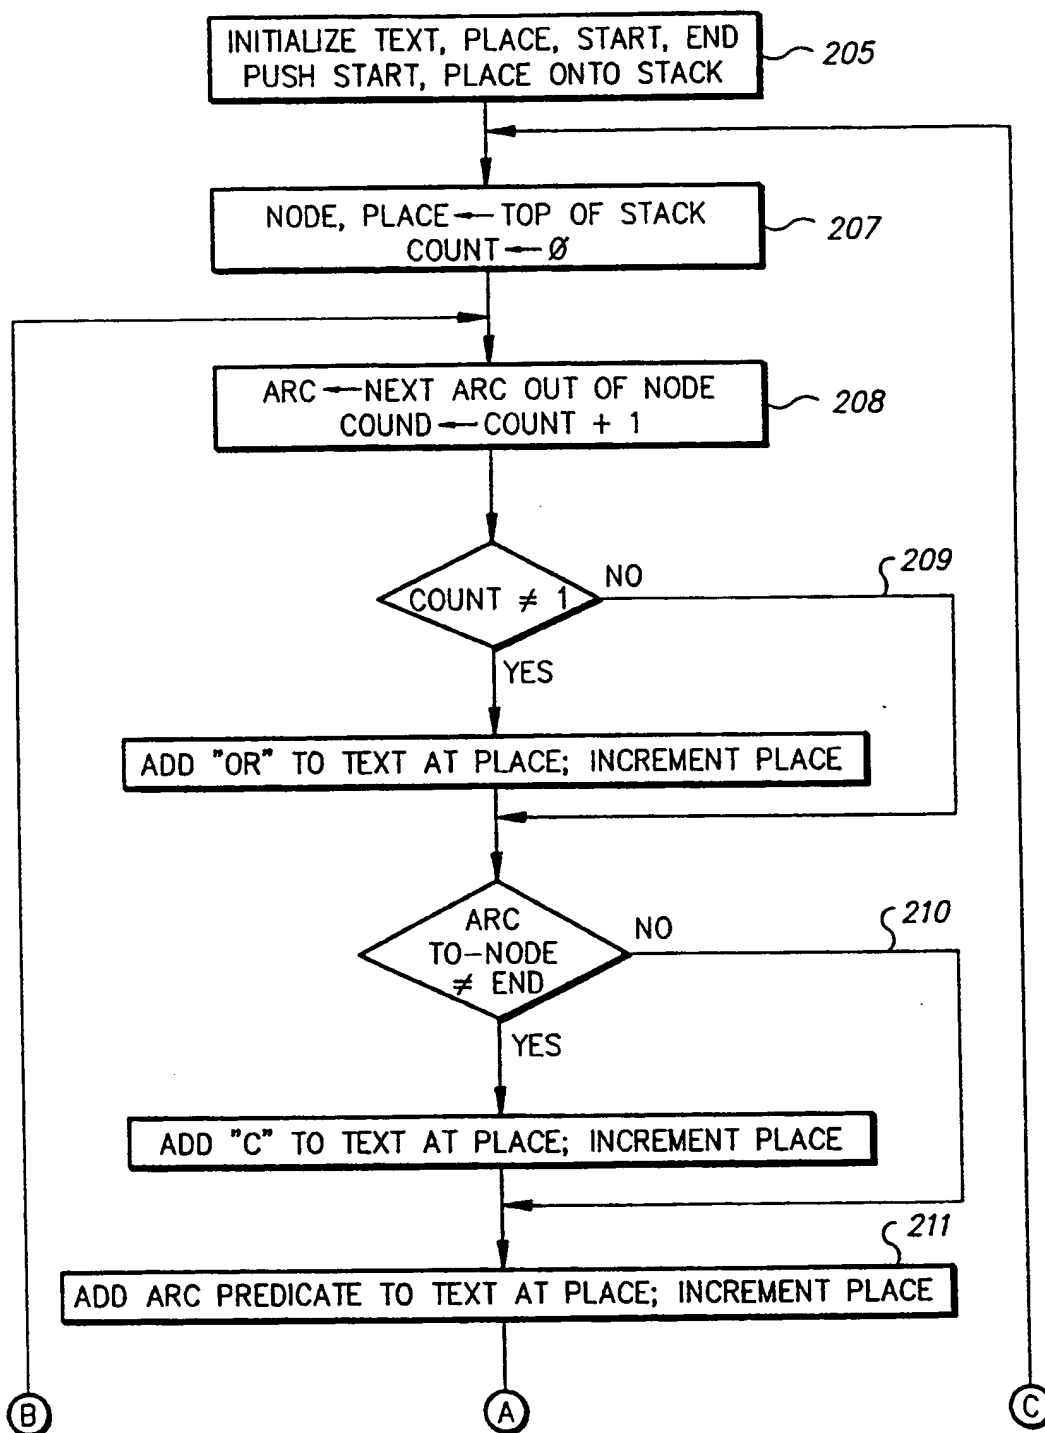 INITIALIZE TEXT, PLACE, START, END
PUSH START, PLACE ONTO STACK
205
NODE, PLACE←TOP OF STACK
COUNT←Ø
207
ARC←NEXT ARC OUT OF NODE
COUND←COUNT + 1
208
COUNT ≠ 1
NO
209
YES
ADD "OR" TO TEXT AT PLACE; INCREMENT PLACE
ARC
TO-NODE
≠ END
NO
210
YES
ADD "C" TO TEXT AT PLACE; INCREMENT PLACE
211
ADD ARC PREDICATE TO TEXT AT PLACE; INCREMENT PLACE
B
A
C